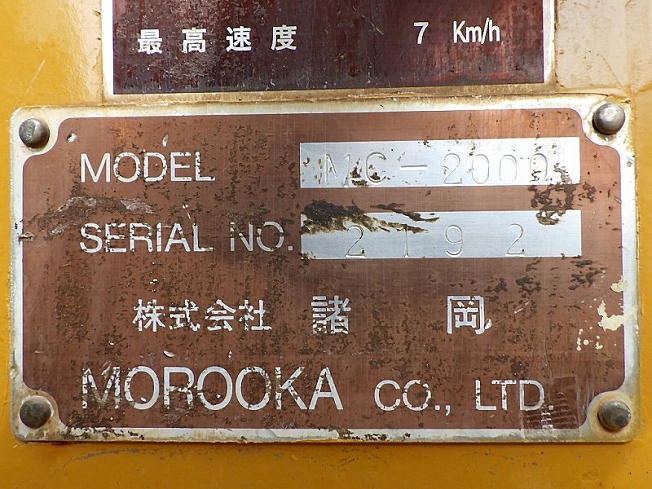 最高速度 7 Km/h
MODEL MC-2000
SERIAL NO. 2192
株式会社 諸岡
MOROOKA CO., LTD.